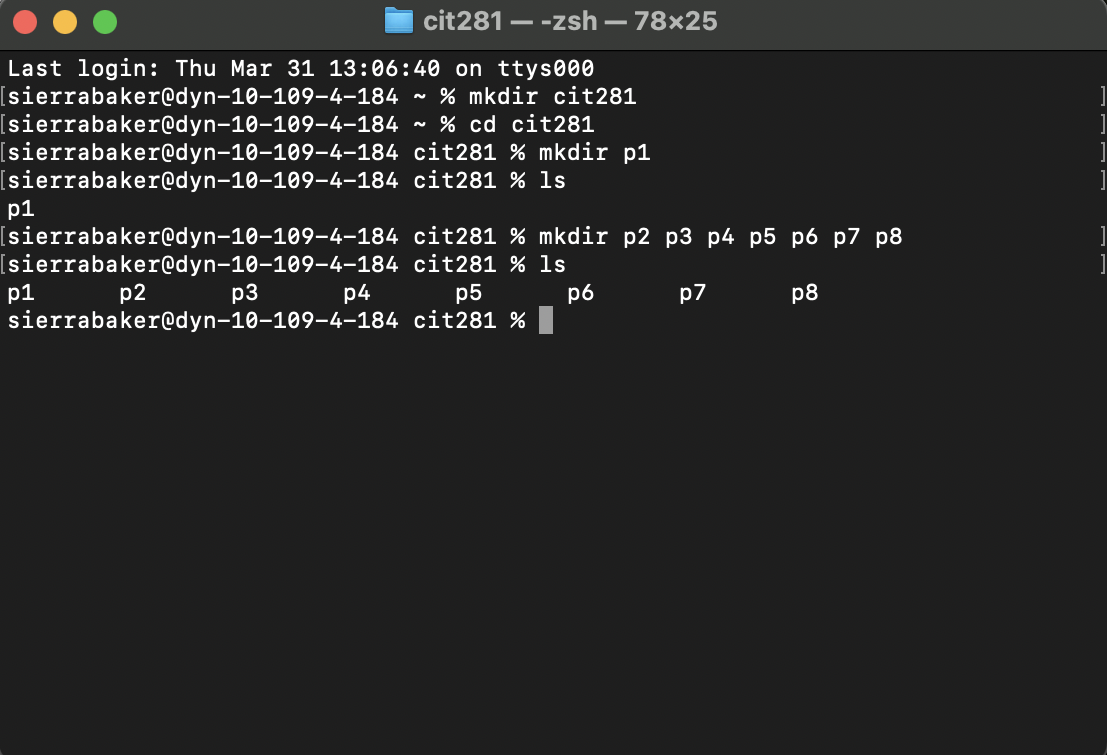 cit281 — -zsh — 78×25
Last login: Thu Mar 31 13:06:40 on ttys000
[sierrabaker@dyn-10-109-4-184 ~ % mkdir cit281 ]
[sierrabaker@dyn-10-109-4-184 ~ % cd cit281 ]
[sierrabaker@dyn-10-109-4-184 cit281 % mkdir p1 ]
[sierrabaker@dyn-10-109-4-184 cit281 % ls ]
p1
[sierrabaker@dyn-10-109-4-184 cit281 % mkdir p2 p3 p4 p5 p6 p7 p8 ]
[sierrabaker@dyn-10-109-4-184 cit281 % ls ]
p1 p2 p3 p4 p5 p6 p7 p8
sierrabaker@dyn-10-109-4-184 cit281 %